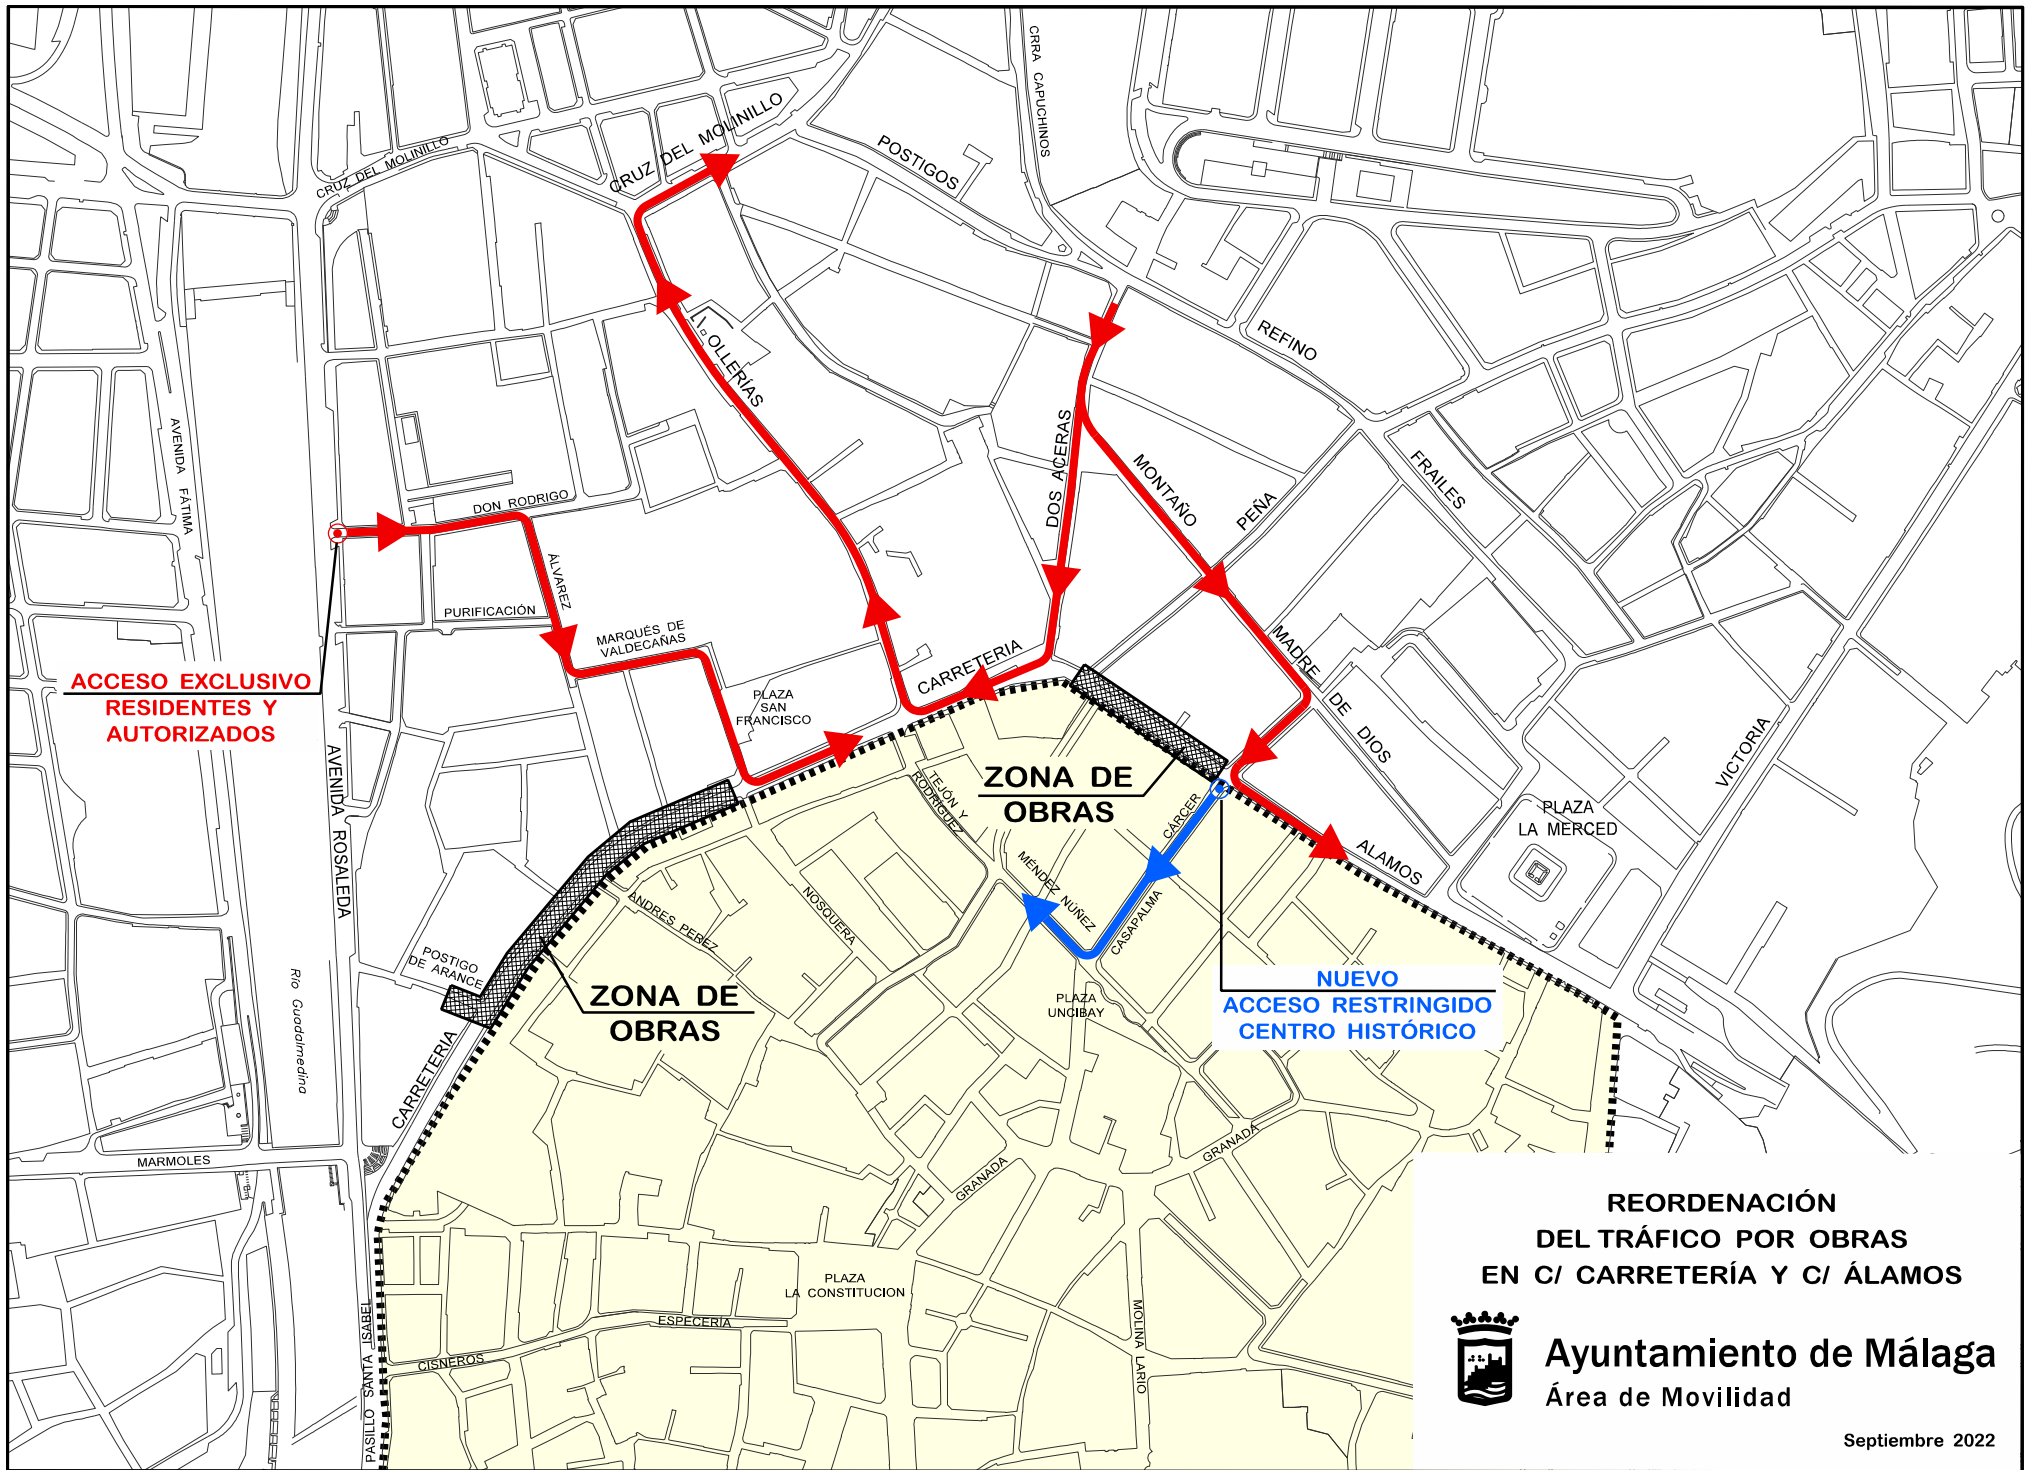 CRUZ DEL MOLINILLO
CRUZ DEL MOLINILLO
POSTIGOS
CRRA CAPUCHINOS
REFINO
OLLERÍAS
AVENIDA FÁTIMA
DON RODRIGO
ÁLVAREZ
PURIFICACIÓN
MARQUÉS DE
VALDECAÑAS
DOS ACERAS
MONTAÑO
PEÑA
FRAILES
ACCESO EXCLUSIVO
RESIDENTES Y
AUTORIZADOS
PLAZA
SAN
FRANCISCO
CARRETERIA
MADRE DE DIOS
VICTORIA
AVENIDA ROSALEDA
ZONA DE
OBRAS
TEJÓN Y
RODRÍGUEZ
CÁRCER
PLAZA
LA MERCED
ALAMOS
MÉNDEZ NÚÑEZ
CASAPALMA
NOSQUERA
ANDRES PEREZ
POSTIGO
DE ARANCE
Río Guadalmedina
ZONA DE
OBRAS
PLAZA
UNCIBAY
NUEVO
ACCESO RESTRINGIDO
CENTRO HISTÓRICO
CARRETERIA
MARMOLES
GRANADA
GRANADA
PLAZA
LA CONSTITUCION
ESPECERÍA
CISNEROS
PASILLO SANTA ISABEL
MOLINA LARIO
REORDENACIÓN
DEL TRÁFICO POR OBRAS
EN C/ CARRETERÍA Y C/ ÁLAMOS
Ayuntamiento de Málaga
Área de Movilidad
Septiembre 2022